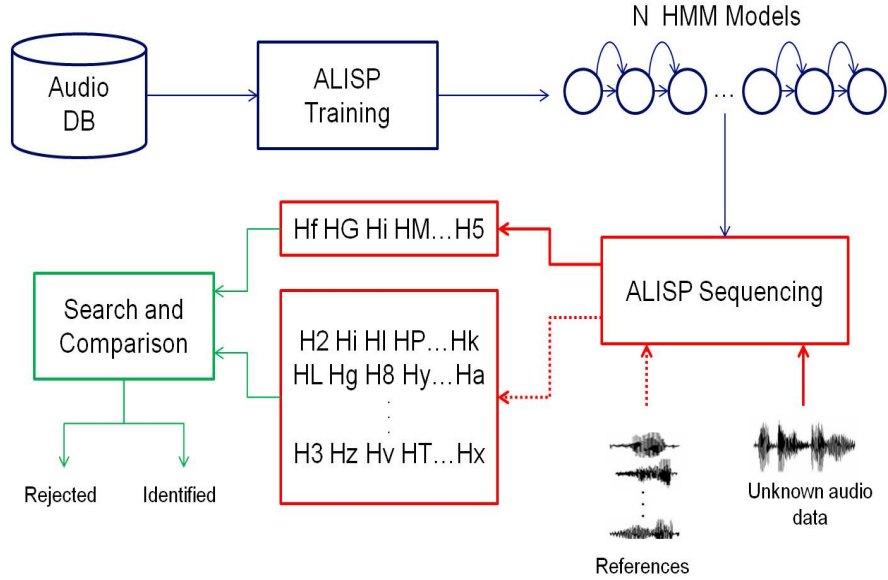 N HMM Models
Audio
DB
ALISP
Training
...
Hf HG Hi HM...H5
ALISP Sequencing
Search and
Comparison
H2 Hi Hl HP...Hk
HL Hg H8 Hy...Ha
H3 Hz Hv HT...Hx
Rejected
Identified
Unknown audio
data
References